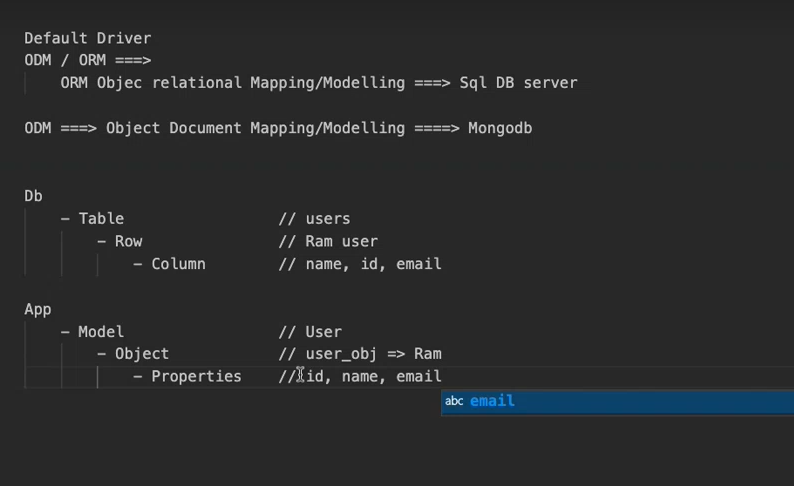 Default Driver
ODM / ORM ===>
ORM Objec relational Mapping/Modelling ===> Sql DB server
ODM ===> Object Document Mapping/Modelling ====> Mongodb
Db
- Table // users
- Row // Ram user
- Column // name, id, email
App
- Model // User
- Object // user_obj => Ram
- Properties // id, name, email
abc email